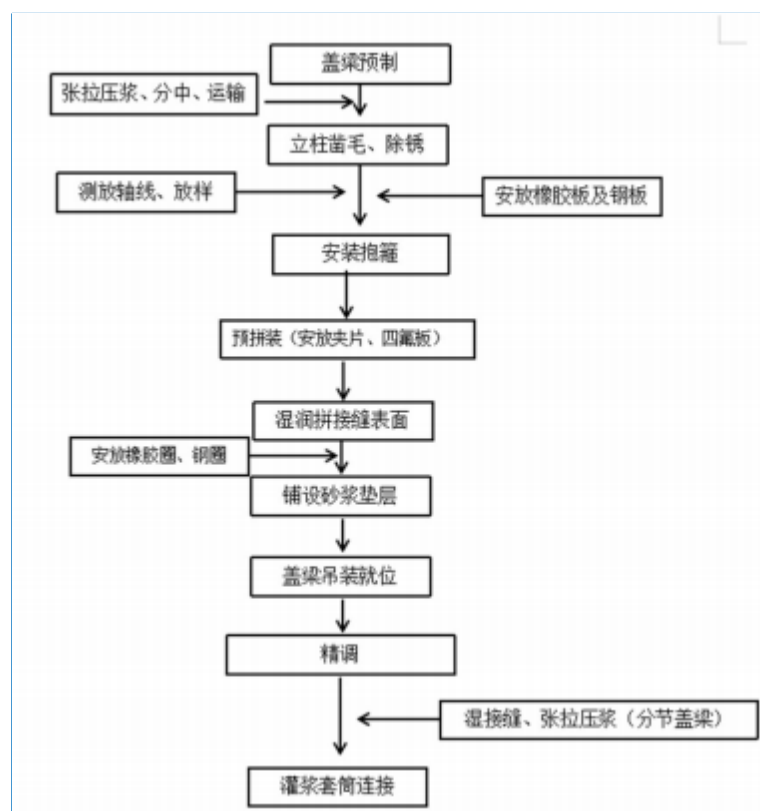 盖梁预制
张拉压浆、分中、运输
立柱凿毛、除锈
测放轴线、放样
安放橡胶板及钢板
安装抱箍
预拼装（安放夹片、四氟板）
湿润拼接缝表面
安放橡胶圈、钢圈
铺设砂浆垫层
盖梁吊装就位
精调
湿接缝、张拉压浆（分节盖梁）
灌浆套筒连接